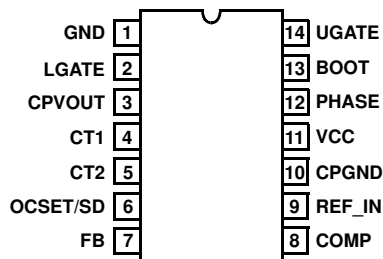 GND 1 14 UGATE
LGATE 2 13 BOOT
CPVOUT 3 12 PHASE
CT1 4 11 VCC
CT2 5 10 CPGND
OCSET/SD 6 9 REF_IN
FB 7 8 COMP